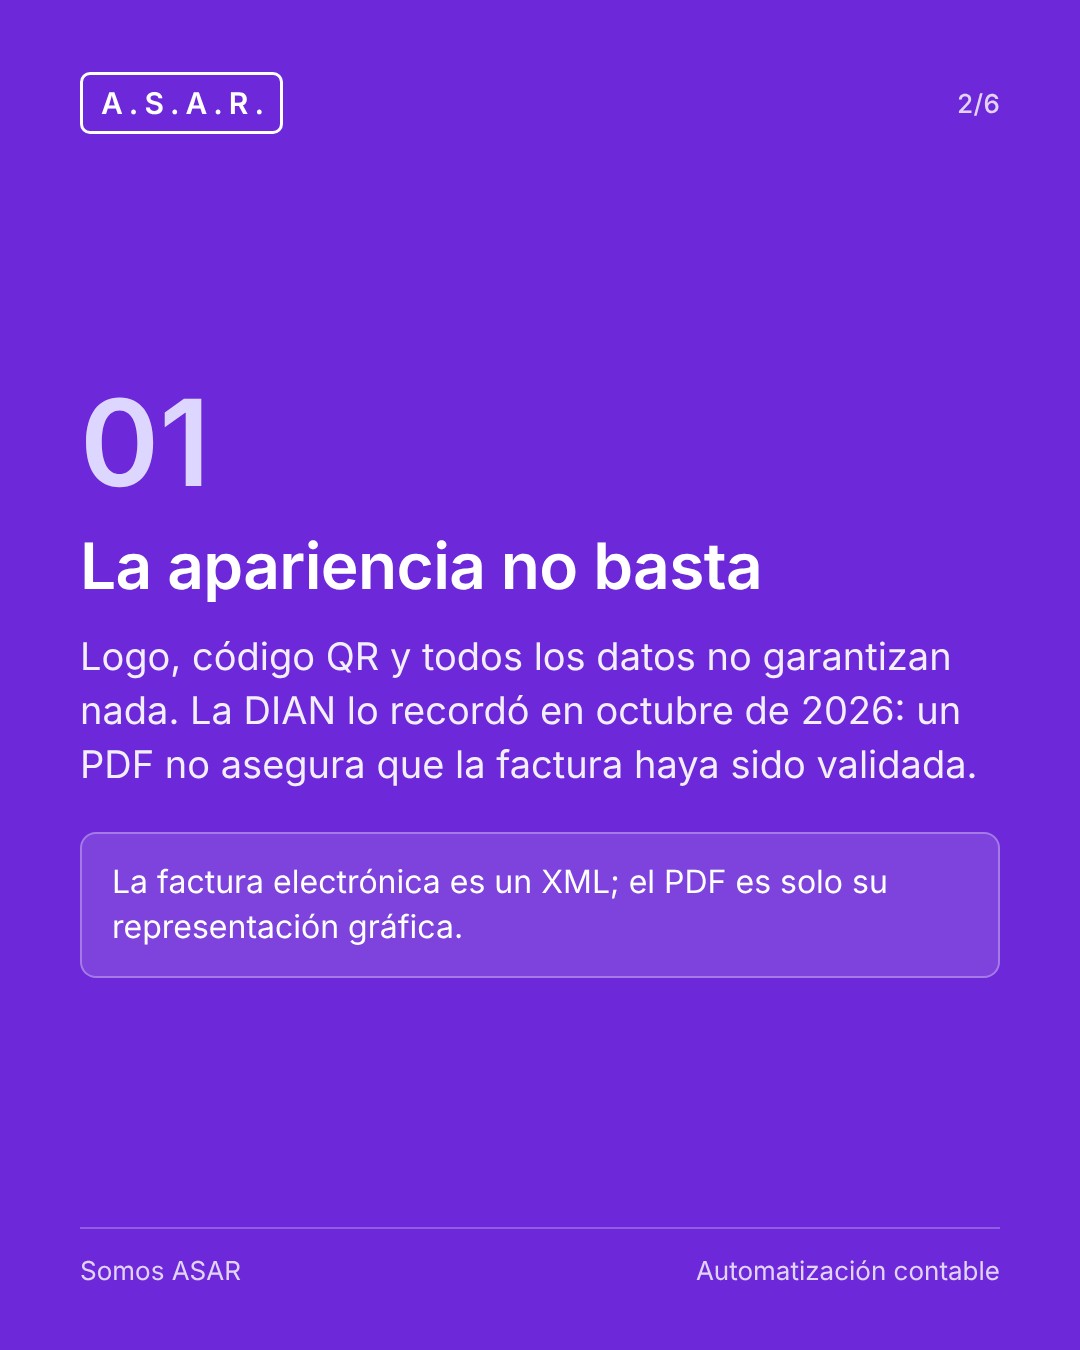 A.S.A.R.
2/6
01
La apariencia no basta
Logo, código QR y todos los datos no garantizan
nada. La DIAN lo recordó en octubre de 2026: un
PDF no asegura que la factura haya sido validada.
La factura electrónica es un XML; el PDF es solo su
representación gráfica.
Somos ASAR
Automatización contable